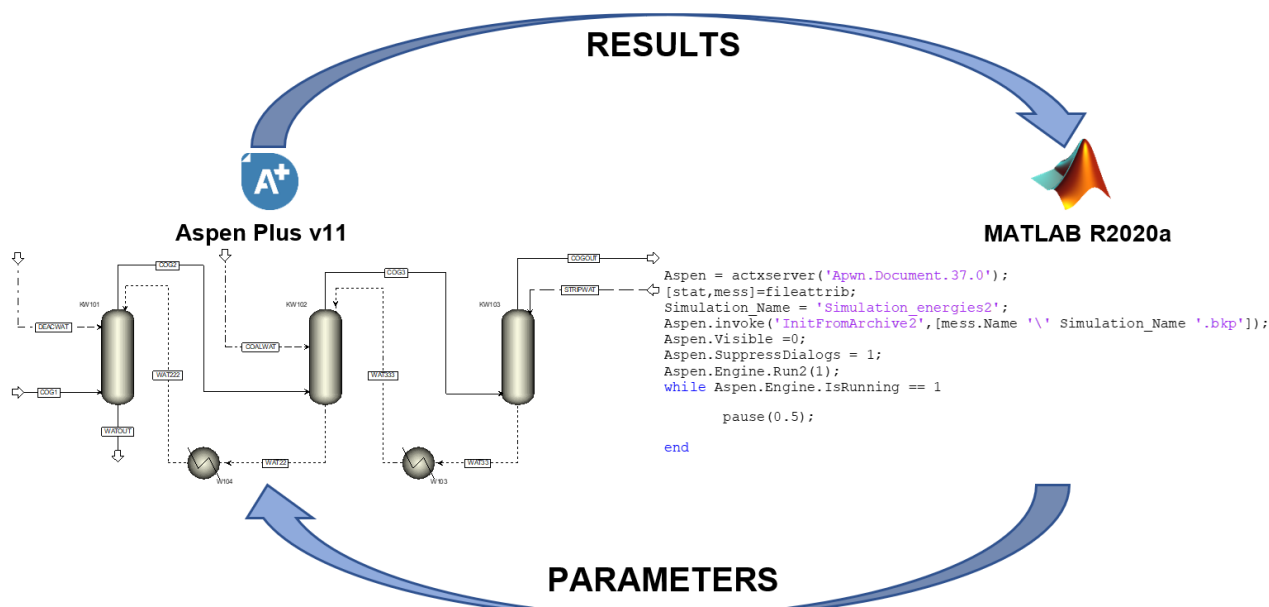 RESULTS
A+
Aspen Plus v11
MATLAB R2020a
COG2
COG3
COGOUT
KW101
KW102
KW103
STRIPWAT
DEACWAT
COALWAT
WAT222
WAT333
COG1
WATOUT
WAT22
WAT33
W104
W103
Aspen = actxserver('Apwn.Document.37.0');
[stat,mess]=fileattrib;
Simulation_Name = 'Simulation_energies2';
Aspen.invoke('InitFromArchive2',[mess.Name '\' Simulation_Name '.bkp']);
Aspen.Visible =0;
Aspen.SuppressDialogs = 1;
Aspen.Engine.Run2(1);
while Aspen.Engine.IsRunning == 1
pause(0.5);
end
PARAMETERS